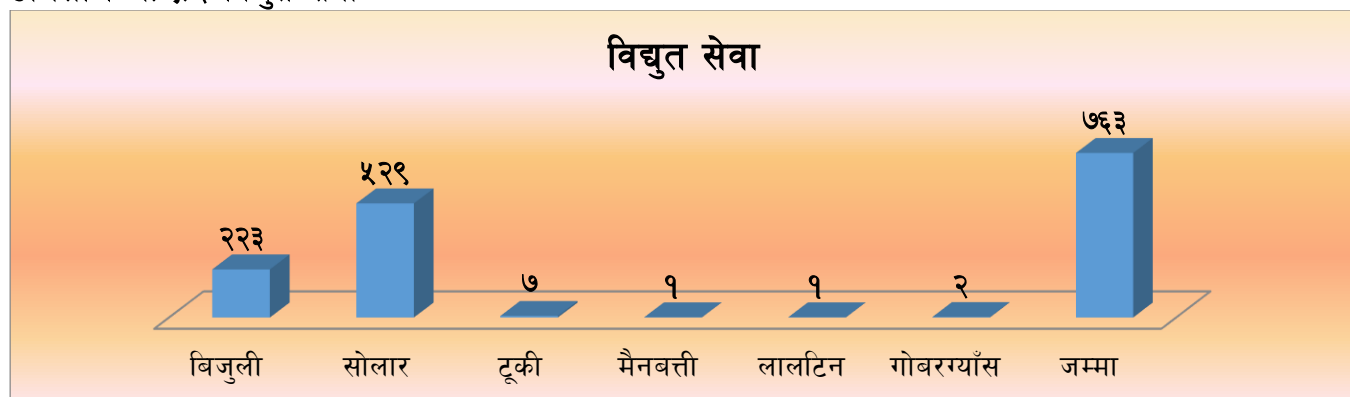 विद्युत सेवा
७६३
५२९
२२३
७ १ १ २
बिजुली सोलार टूकी मैनबत्ती लालटिन गोबरग्याँस जम्मा